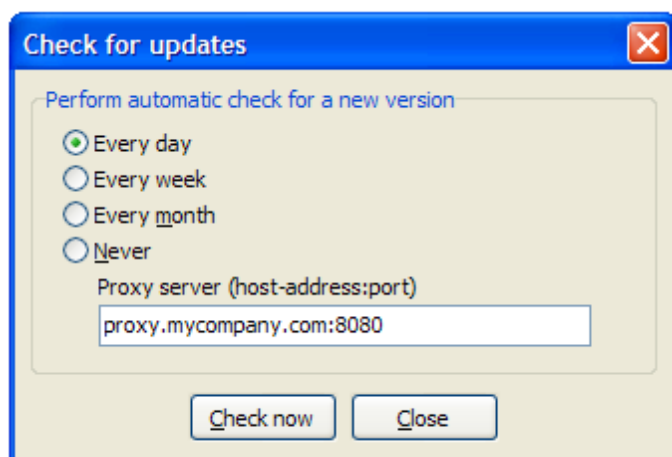 Check for updates
Perform automatic check for a new version
Every day
Every week
Every month
Never
Proxy server (host-address:port)
proxy.mycompany.com:8080
Check now Close